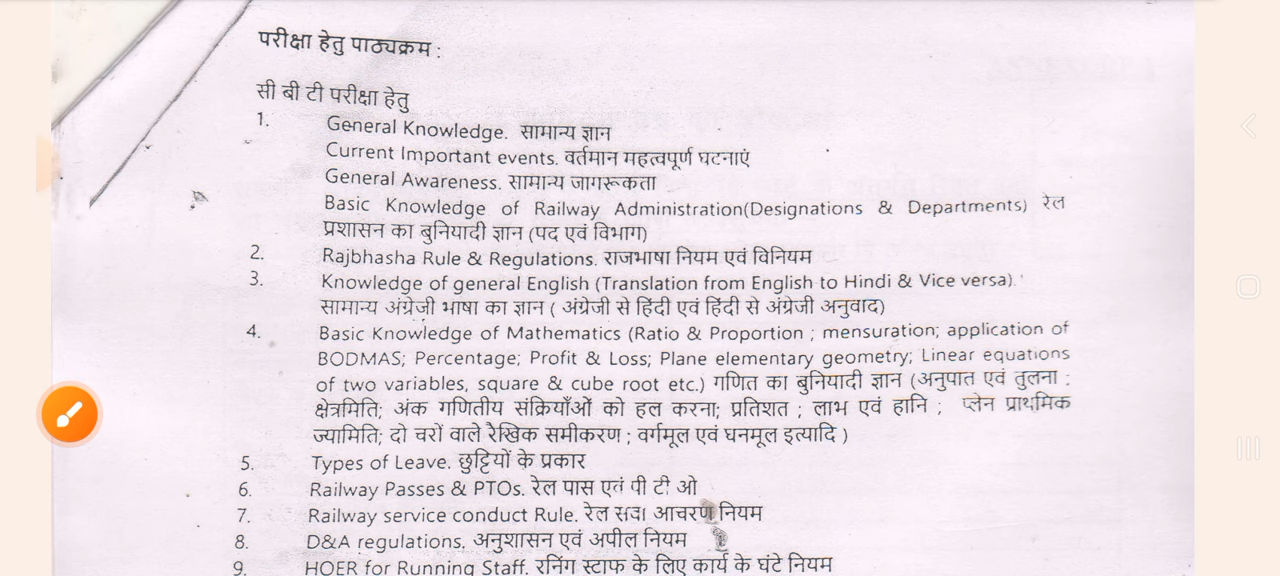 परीक्षा हेतु पाठ्यक्रम :
सी बी टी परीक्षा हेतु
1. General Knowledge. सामान्य ज्ञान
Current Important events. वर्तमान महत्वपूर्ण घटनाएं
General Awareness. सामान्य जागरूकता
Basic Knowledge of Railway Administration(Designations & Departments) रेल
प्रशासन का बुनियादी ज्ञान (पद एवं विभाग)
2. Rajbhasha Rule & Regulations. राजभाषा नियम एवं विनियम
3. Knowledge of general English (Translation from English to Hindi & Vice versa).
सामान्य अंग्रेजी भाषा का ज्ञान ( अंग्रेजी से हिंदी एवं हिंदी से अंग्रेजी अनुवाद)
4. Basic Knowledge of Mathematics (Ratio & Proportion ; mensuration; application of
BODMAS; Percentage; Profit & Loss; Plane elementary geometry; Linear equations
of two variables, square & cube root etc.) गणित का बुनियादी ज्ञान (अनुपात एवं तुलना :
क्षेत्रमिति; अंक गणितीय संक्रियाँओं को हल करना; प्रतिशत ; लाभ एवं हानि ; प्लेन प्राथमिक
ज्यामिति; दो चरों वाले रैखिक समीकरण ; वर्गमूल एवं घनमूल इत्यादि )
5. Types of Leave. छुट्टियों के प्रकार
6. Railway Passes & PTOs. रेल पास एवं पी टी ओ
7. Railway service conduct Rule. रेल सेवा आचरण नियम
8. D&A regulations. अनुशासन एवं अपील नियम
9. HOER for Running Staff. रनिंग स्टाफ के लिए कार्य के घंटे नियम